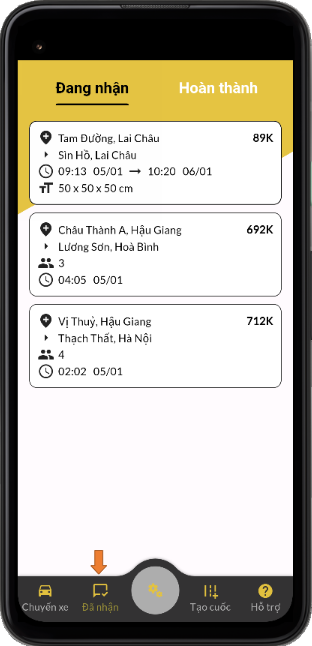 Đang nhận Hoàn thành
Tam Đường, Lai Châu 89K
Sìn Hồ, Lai Châu
09:13 05/01 → 10:20 06/01
50 x 50 x 50 cm
Châu Thành A, Hậu Giang 692K
Lương Sơn, Hoà Bình
3
04:05 05/01
Vị Thuỷ, Hậu Giang 712K
Thạch Thất, Hà Nội
4
02:02 05/01
Chuyến xe Đã nhận Tạo cuốc Hỗ trợ